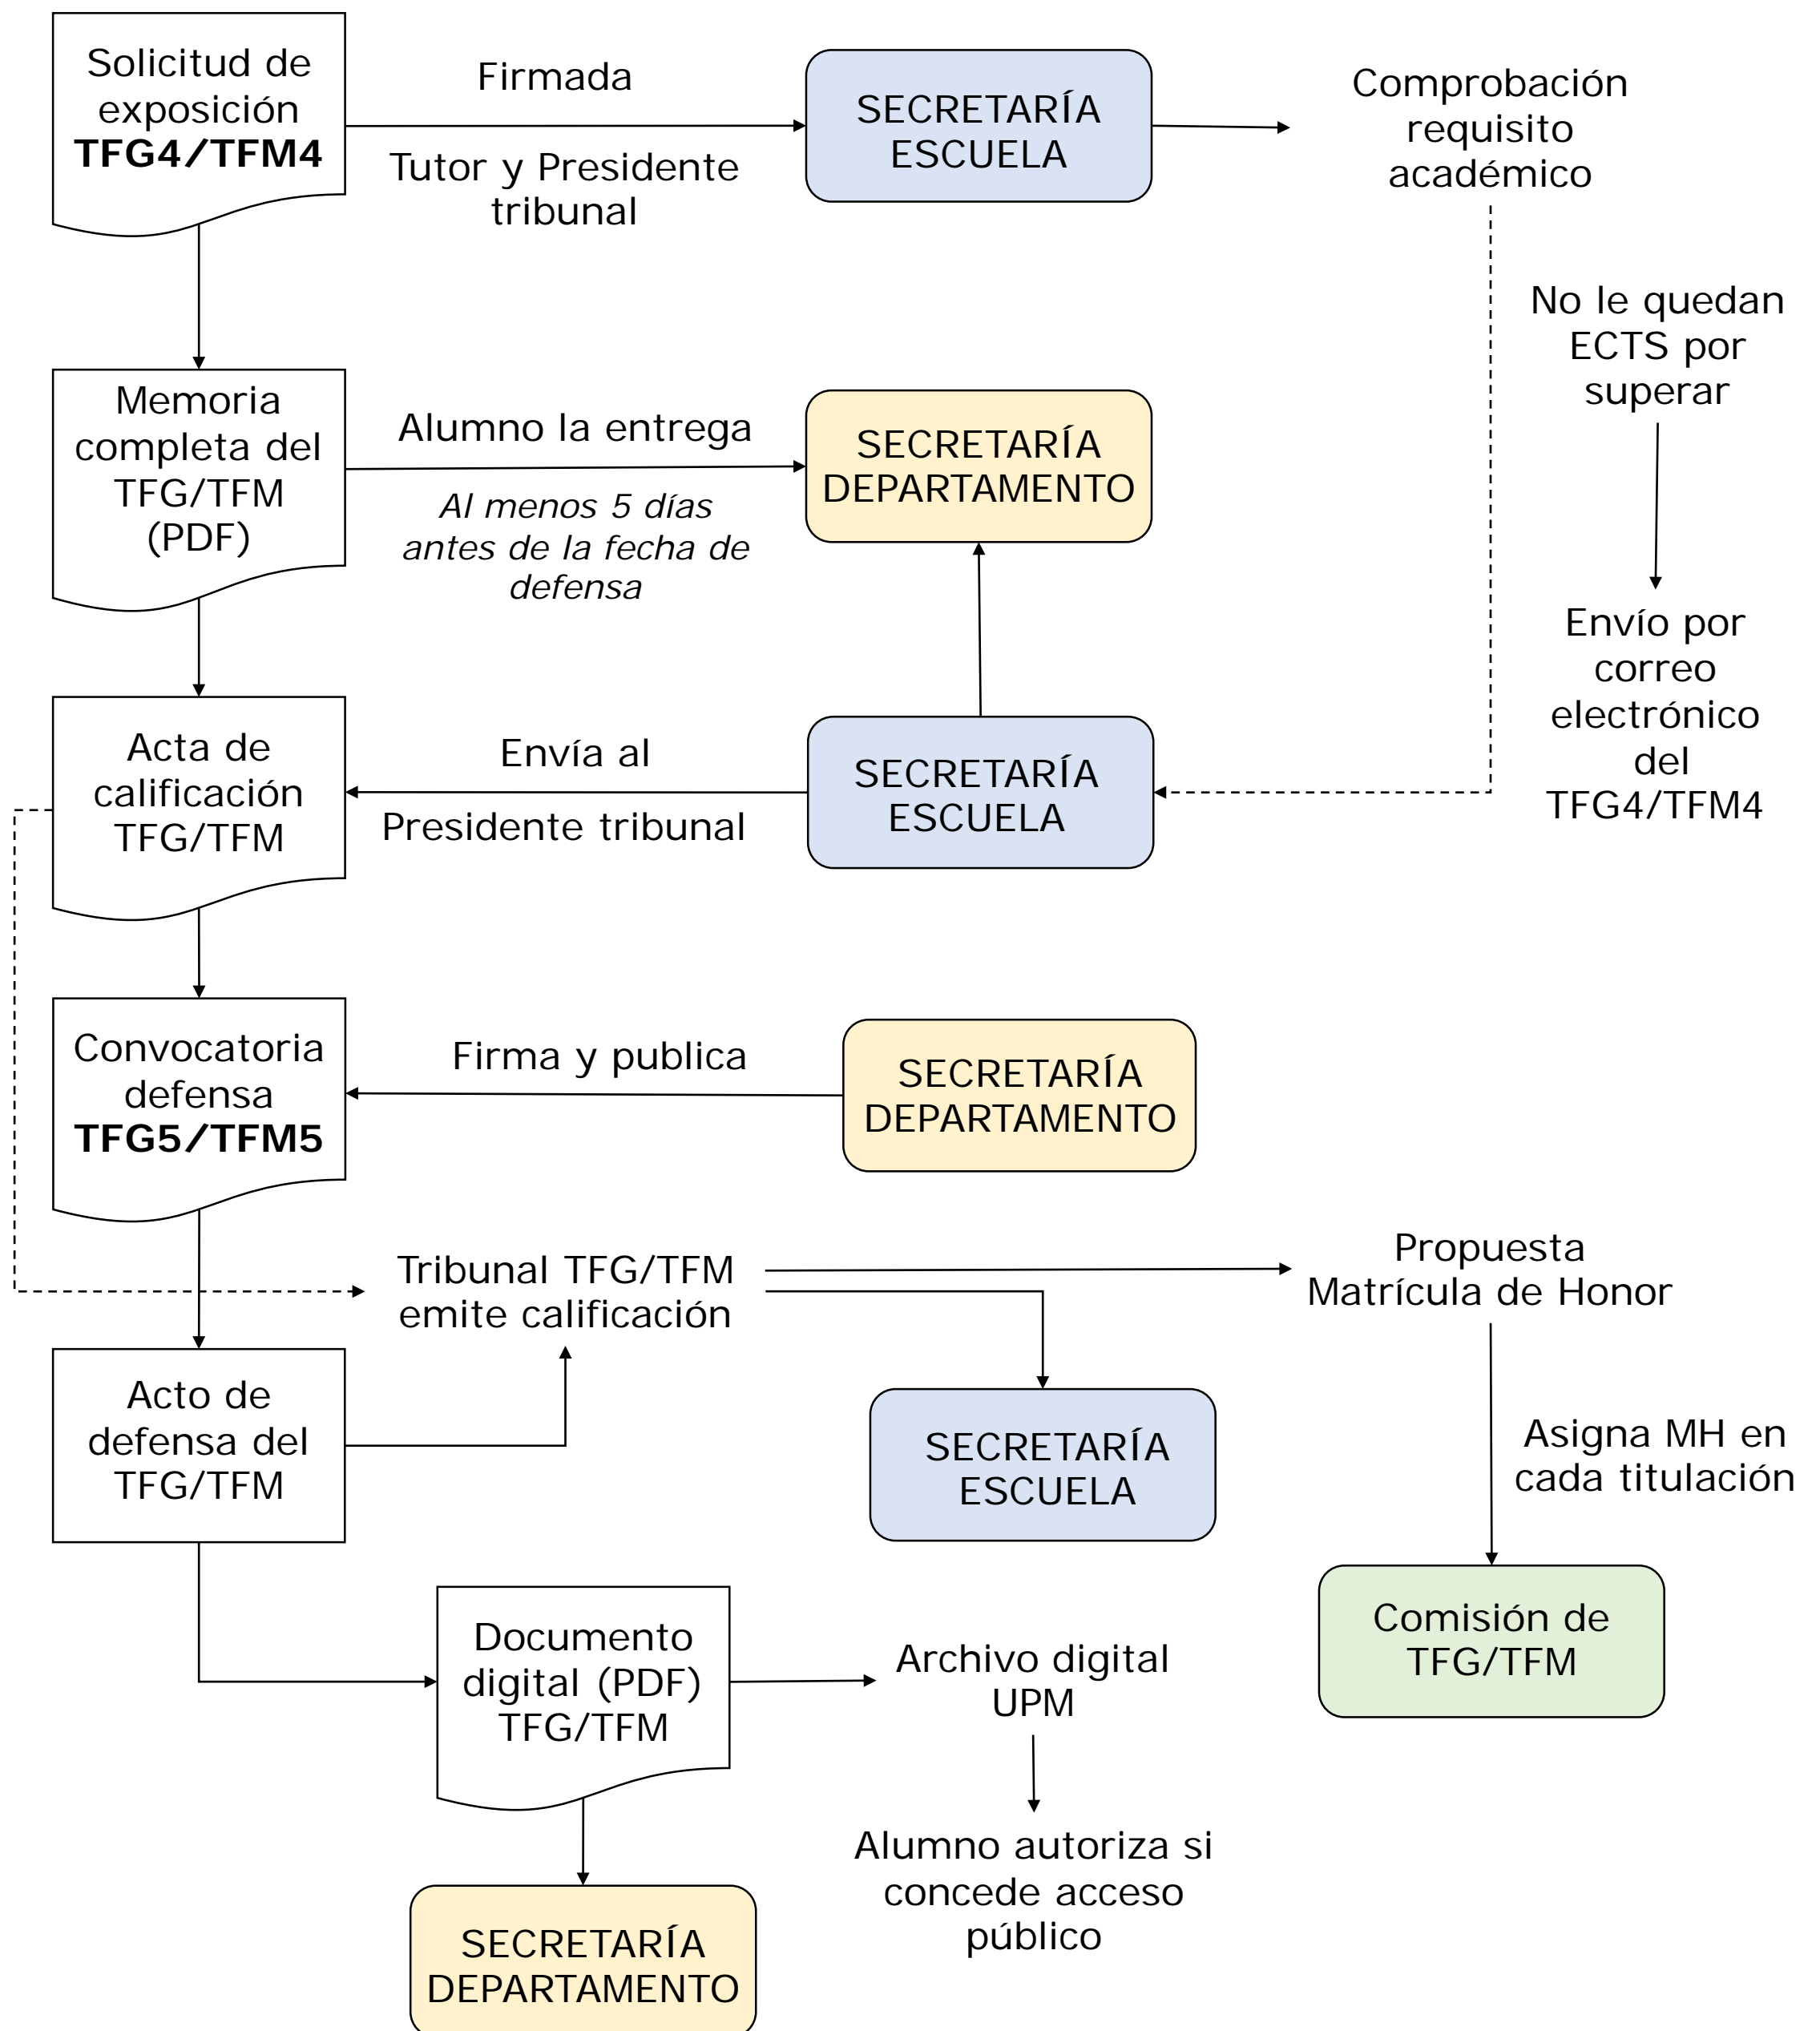 Solicitud de
exposición
TFG4/TFM4
Firmada
Tutor y Presidente
tribunal
SECRETARÍA
ESCUELA
Comprobación
requisito
académico
No le quedan
ECTS por
superar
Memoria
completa del
TFG/TFM
(PDF)
Alumno la entrega
Al menos 5 días
antes de la fecha de
defensa
SECRETARÍA
DEPARTAMENTO
Envío por
correo
electrónico
del
TFG4/TFM4
Acta de
calificación
TFG/TFM
Envía al
Presidente tribunal
SECRETARÍA
ESCUELA
Convocatoria
defensa
TFG5/TFM5
Firma y publica
SECRETARÍA
DEPARTAMENTO
Tribunal TFG/TFM
emite calificación
Propuesta
Matrícula de Honor
Acto de
defensa del
TFG/TFM
SECRETARÍA
ESCUELA
Asigna MH en
cada titulación
Comisión de
TFG/TFM
Documento
digital (PDF)
TFG/TFM
Archivo digital
UPM
Alumno autoriza si
concede acceso
público
SECRETARÍA
DEPARTAMENTO